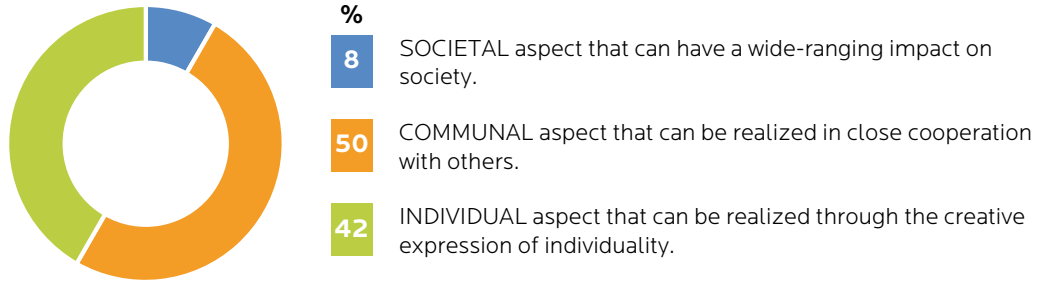 %
8
SOCIETAL aspect that can have a wide-ranging impact on
society.
50
COMMUNAL aspect that can be realized in close cooperation
with others.
42
INDIVIDUAL aspect that can be realized through the creative
expression of individuality.